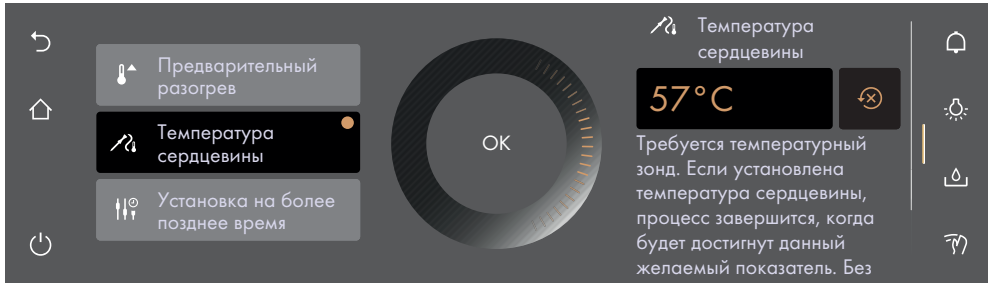 Предварительный
разогрев
Температура
сердцевины
Установка на более
позднее время
OK
Температура
сердцевины
57°C
Требуется температурный
зонд. Если установлена
температура сердцевины,
процесс завершится, когда
будет достигнут данный
желаемый показатель. Без